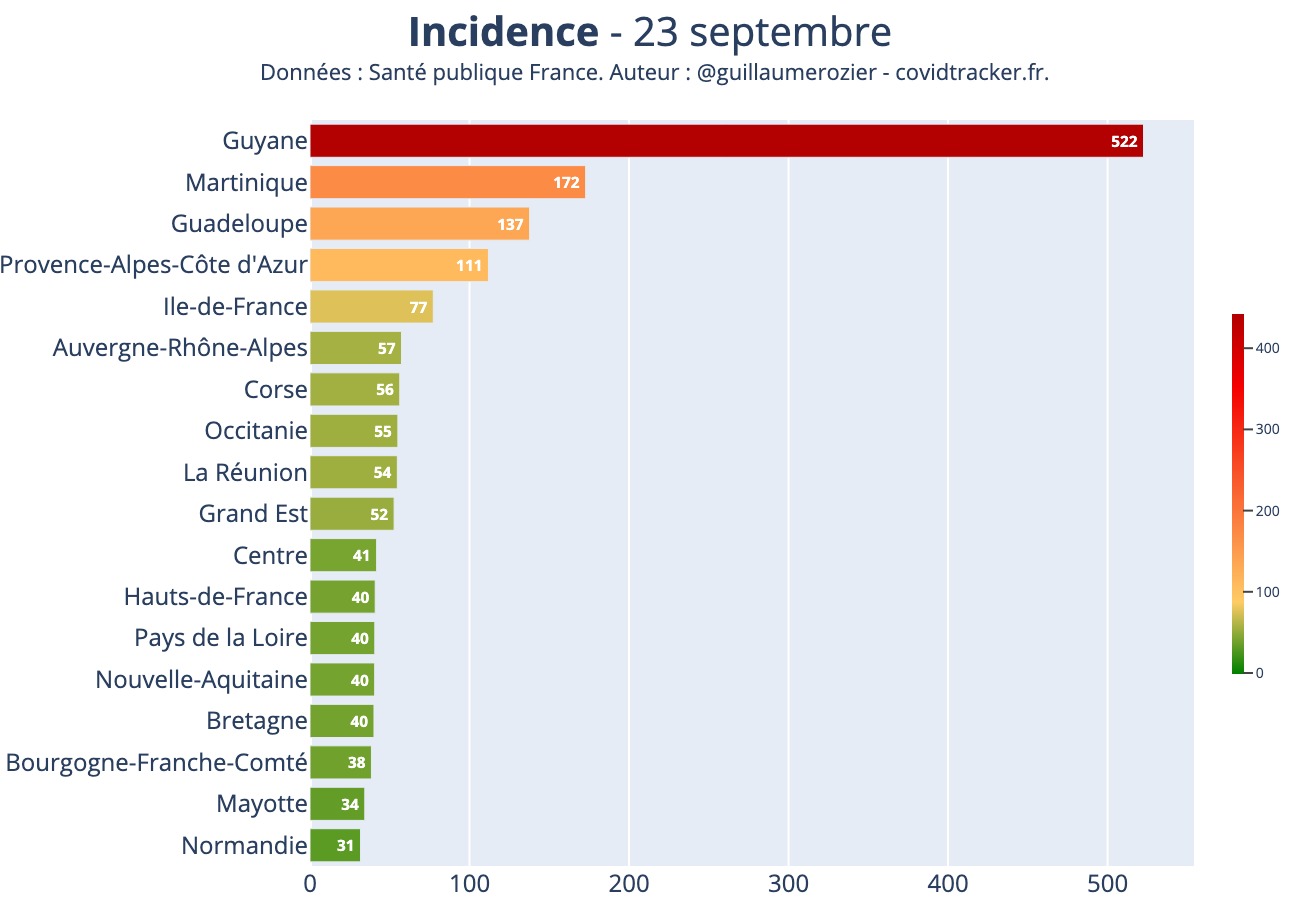 Incidence - 23 septembre
Données : Santé publique France. Auteur : @guillaumerozier - covidtracker.fr.
Guyane 522
Martinique 172
Guadeloupe 137
Provence-Alpes-Côte d'Azur 111
Ile-de-France 77
Auvergne-Rhône-Alpes 57
Corse 56
Occitanie 55
La Réunion 54
Grand Est 52
Centre 41
Hauts-de-France 40
Pays de la Loire 40
Nouvelle-Aquitaine 40
Bretagne 40
Bourgogne-Franche-Comté 38
Mayotte 34
Normandie 31
0 100 200 300 400 500
400
300
200
100
0